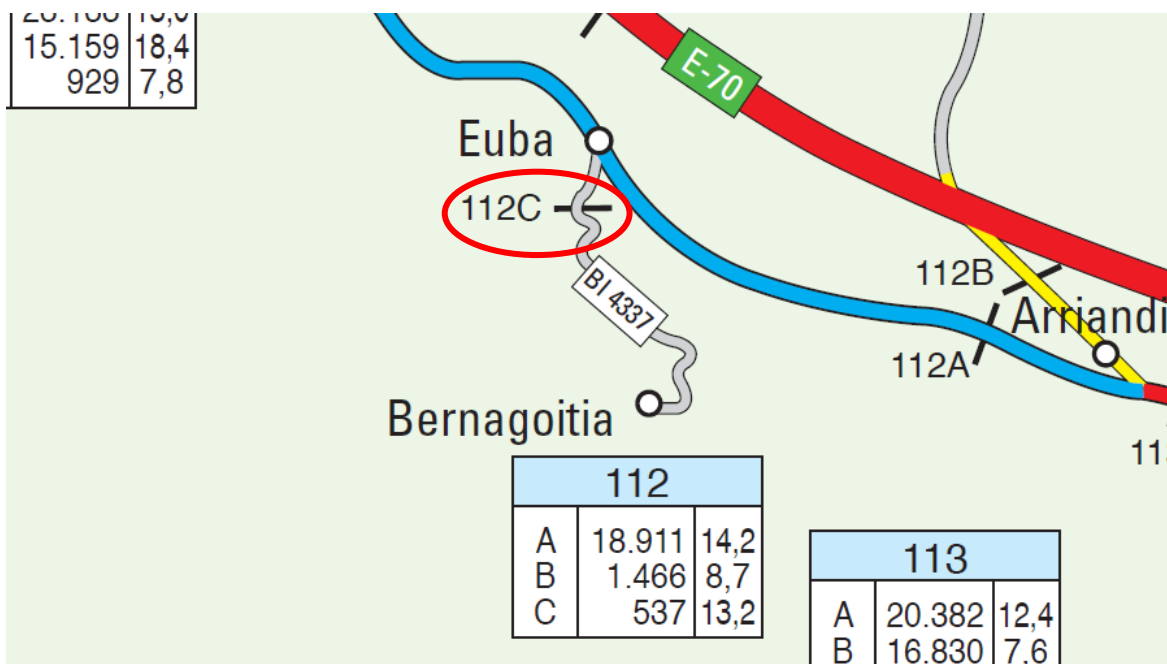 15.159 18,4
929 7,8
E-70
Euba
112C
BI 4337
112B
Arriandi
112A
Bernagoitia
112
A 18.911 14,2
B 1.466 8,7
C 537 13,2
113
A 20.382 12,4
B 16.830 7,6